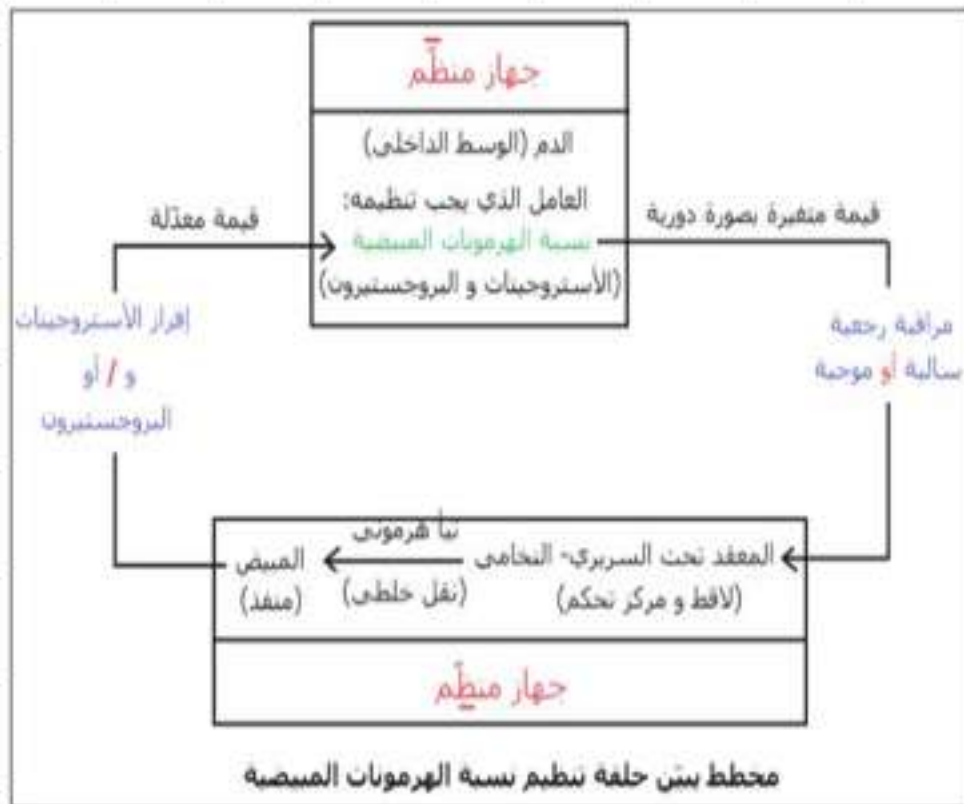 جهاز منظَّم
الدم (الوسط الداخلي)
العامل الذي يجب تنظيمه:
نسبة الهرمونات المبيضية
(الأستروجينات و البروجستيرون)
قيمة متغيرة بصورة دورية
مراقبة رجعية
سالبة أو موجبة
المعقد تحت السريري- النخامي
(لاقط و مركز تحكم)
نبأ هرموني
(نقل خلطي)
المبيض
(منفذ)
جهاز منظِّم
إفراز الأستروجينات
و / أو
البروجستيرون
قيمة معدّلة
مخطط يبيّن حلقة تنظيم نسبة الهرمونات المبيضية